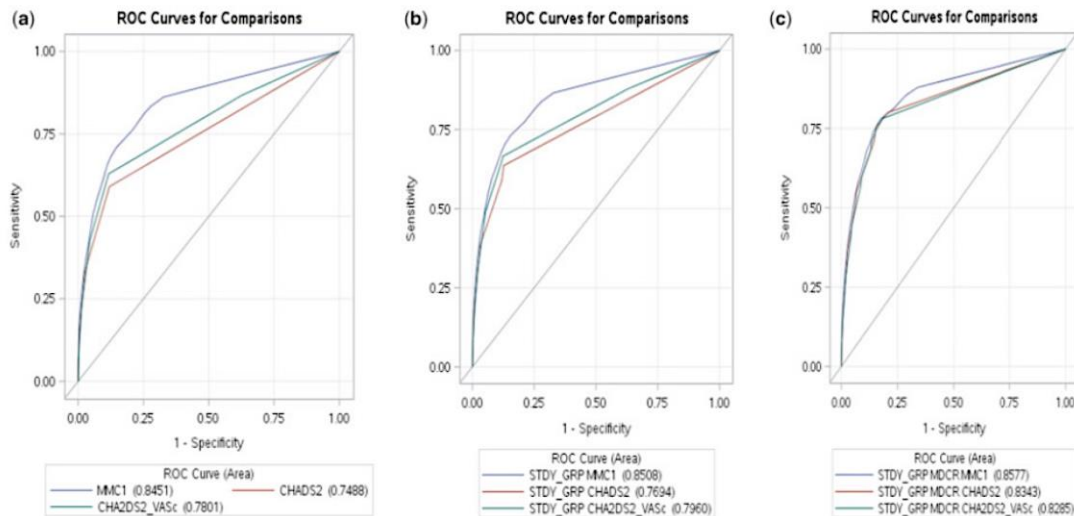 (a)
ROC Curves for Comparisons
1.00
0.75
0.50
0.25
0.00
Sensitivity
0.00 0.25 0.50 0.75 1.00
1 - Specificity
ROC Curve (Area)
MMC1 (0.8451) CHADS2 (0.7488)
CHA2DS2_VASc (0.7801)
(b)
ROC Curves for Comparisons
1.00
0.75
0.50
0.25
0.00
Sensitivity
0.00 0.25 0.50 0.75 1.00
1 - Specificity
ROC Curve (Area)
STDY_GRP MMC1 (0.8508)
STDY_GRP CHADS2 (0.7694)
STDY_GRP CHA2DS2_VASc (0.7960)
(c)
ROC Curves for Comparisons
1.00
0.75
0.50
0.25
0.00
Sensitivity
0.00 0.25 0.50 0.75 1.00
1 - Specificity
ROC Curve (Area)
STDY_GRP MDCR MMC1 (0.8577)
STDY_GRP MDCR CHADS2 (0.8343)
STDY_GRP MDCR CHA2DS2_VASc (0.8285)